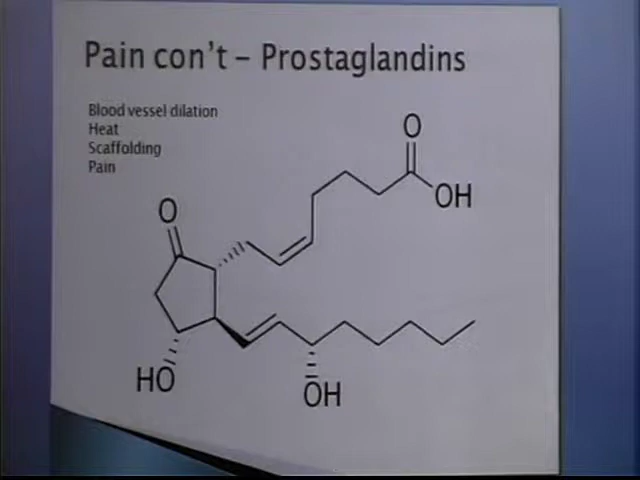 Pain con't – Prostaglandins
Blood vessel dilation
Heat
Scaffolding
Pain
O
OH
O
HO
OH